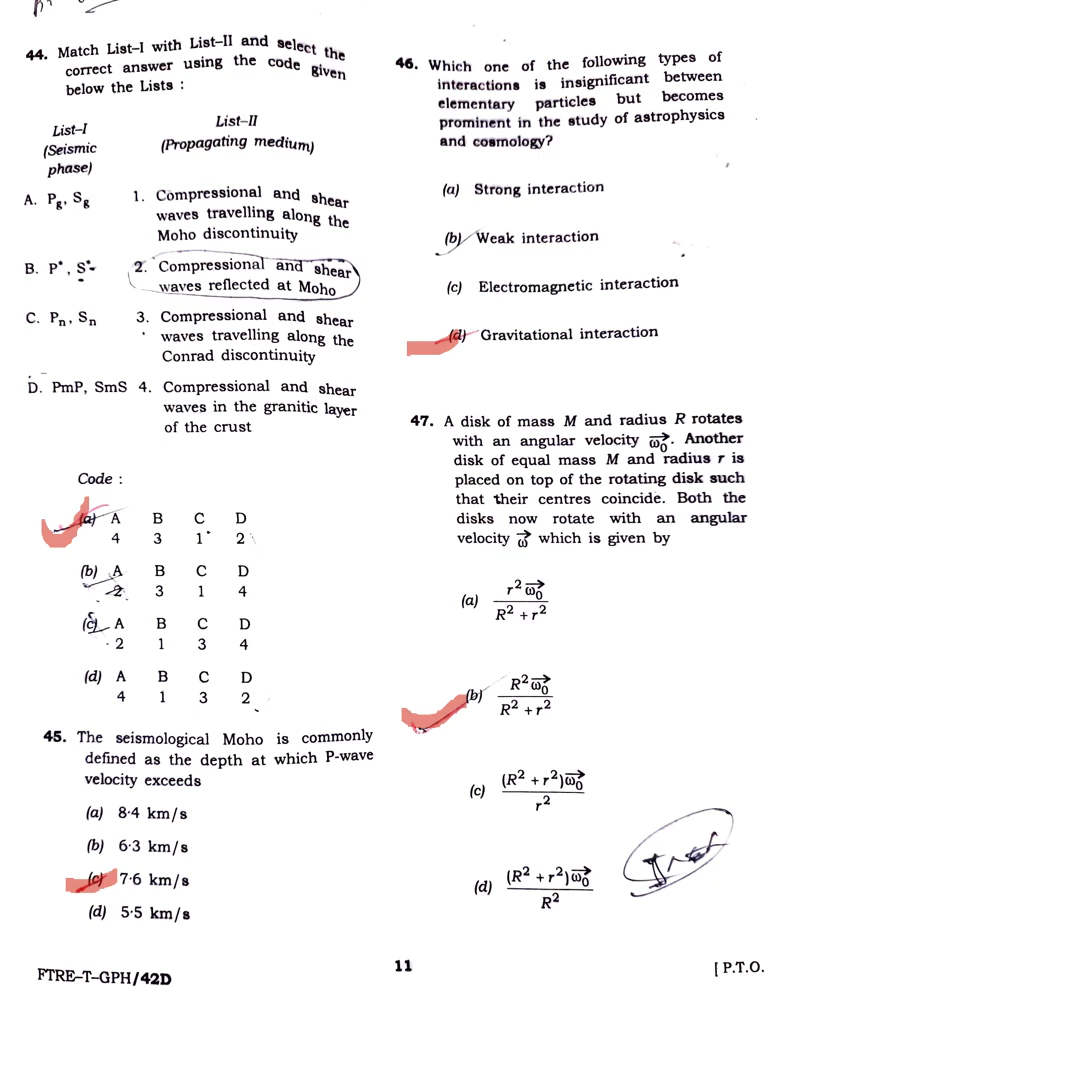 44. Match List–I with List–II and select the
correct answer using the code given
below the Lists :
List–I
(Seismic
phase)
List–II
(Propagating medium)
A. Pg, Sg
1. Compressional and shear
waves travelling along the
Moho discontinuity
B. P*, S*
2. Compressional and shear
waves reflected at Moho
C. Pn, Sn
3. Compressional and shear
waves travelling along the
Conrad discontinuity
D. PmP, SmS
4. Compressional and shear
waves in the granitic layer
of the crust
Code :
(a) A B C D
4 3 1 2
(b) A B C D
2 3 1 4
(c) A B C D
2 1 3 4
(d) A B C D
4 1 3 2
45. The seismological Moho is commonly
defined as the depth at which P-wave
velocity exceeds
(a) 8·4 km/s
(b) 6·3 km/s
(c) 7·6 km/s
(d) 5·5 km/s
46. Which one of the following types of
interactions is insignificant between
elementary particles but becomes
prominent in the study of astrophysics
and cosmology?
(a) Strong interaction
(b) Weak interaction
(c) Electromagnetic interaction
(d) Gravitational interaction
47. A disk of mass M and radius R rotates
with an angular velocity ω₀⃗. Another
disk of equal mass M and radius r is
placed on top of the rotating disk such
that their centres coincide. Both the
disks now rotate with an angular
velocity ω⃗ which is given by
(a) r²ω₀⃗
R² + r²
(b) R²ω₀⃗
R² + r²
(c) (R² + r²)ω₀⃗
r²
(d) (R² + r²)ω₀⃗
R²
FTRE–T–GPH/42D
11
[ P.T.O.